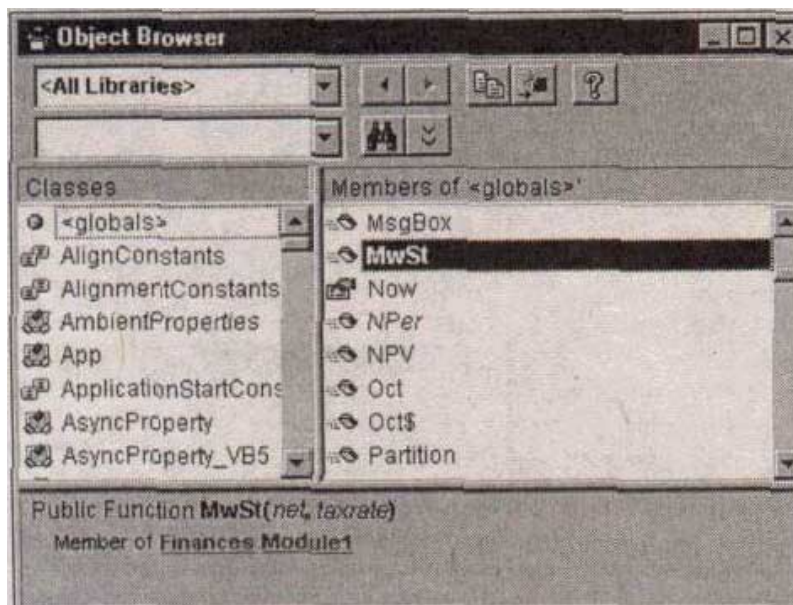 Object Browser
<All Libraries>
Classes
Members of '<globals>'
<globals>
AlignConstants
AlignmentConstants
AmbientProperties
App
ApplicationStartCons
AsyncProperty
AsyncProperty_VB5
MsgBox
MwSt
Now
NPer
NPV
Oct
Oct$
Partition
Public Function MwSt(net, taxrate)
Member of Finances.Module1